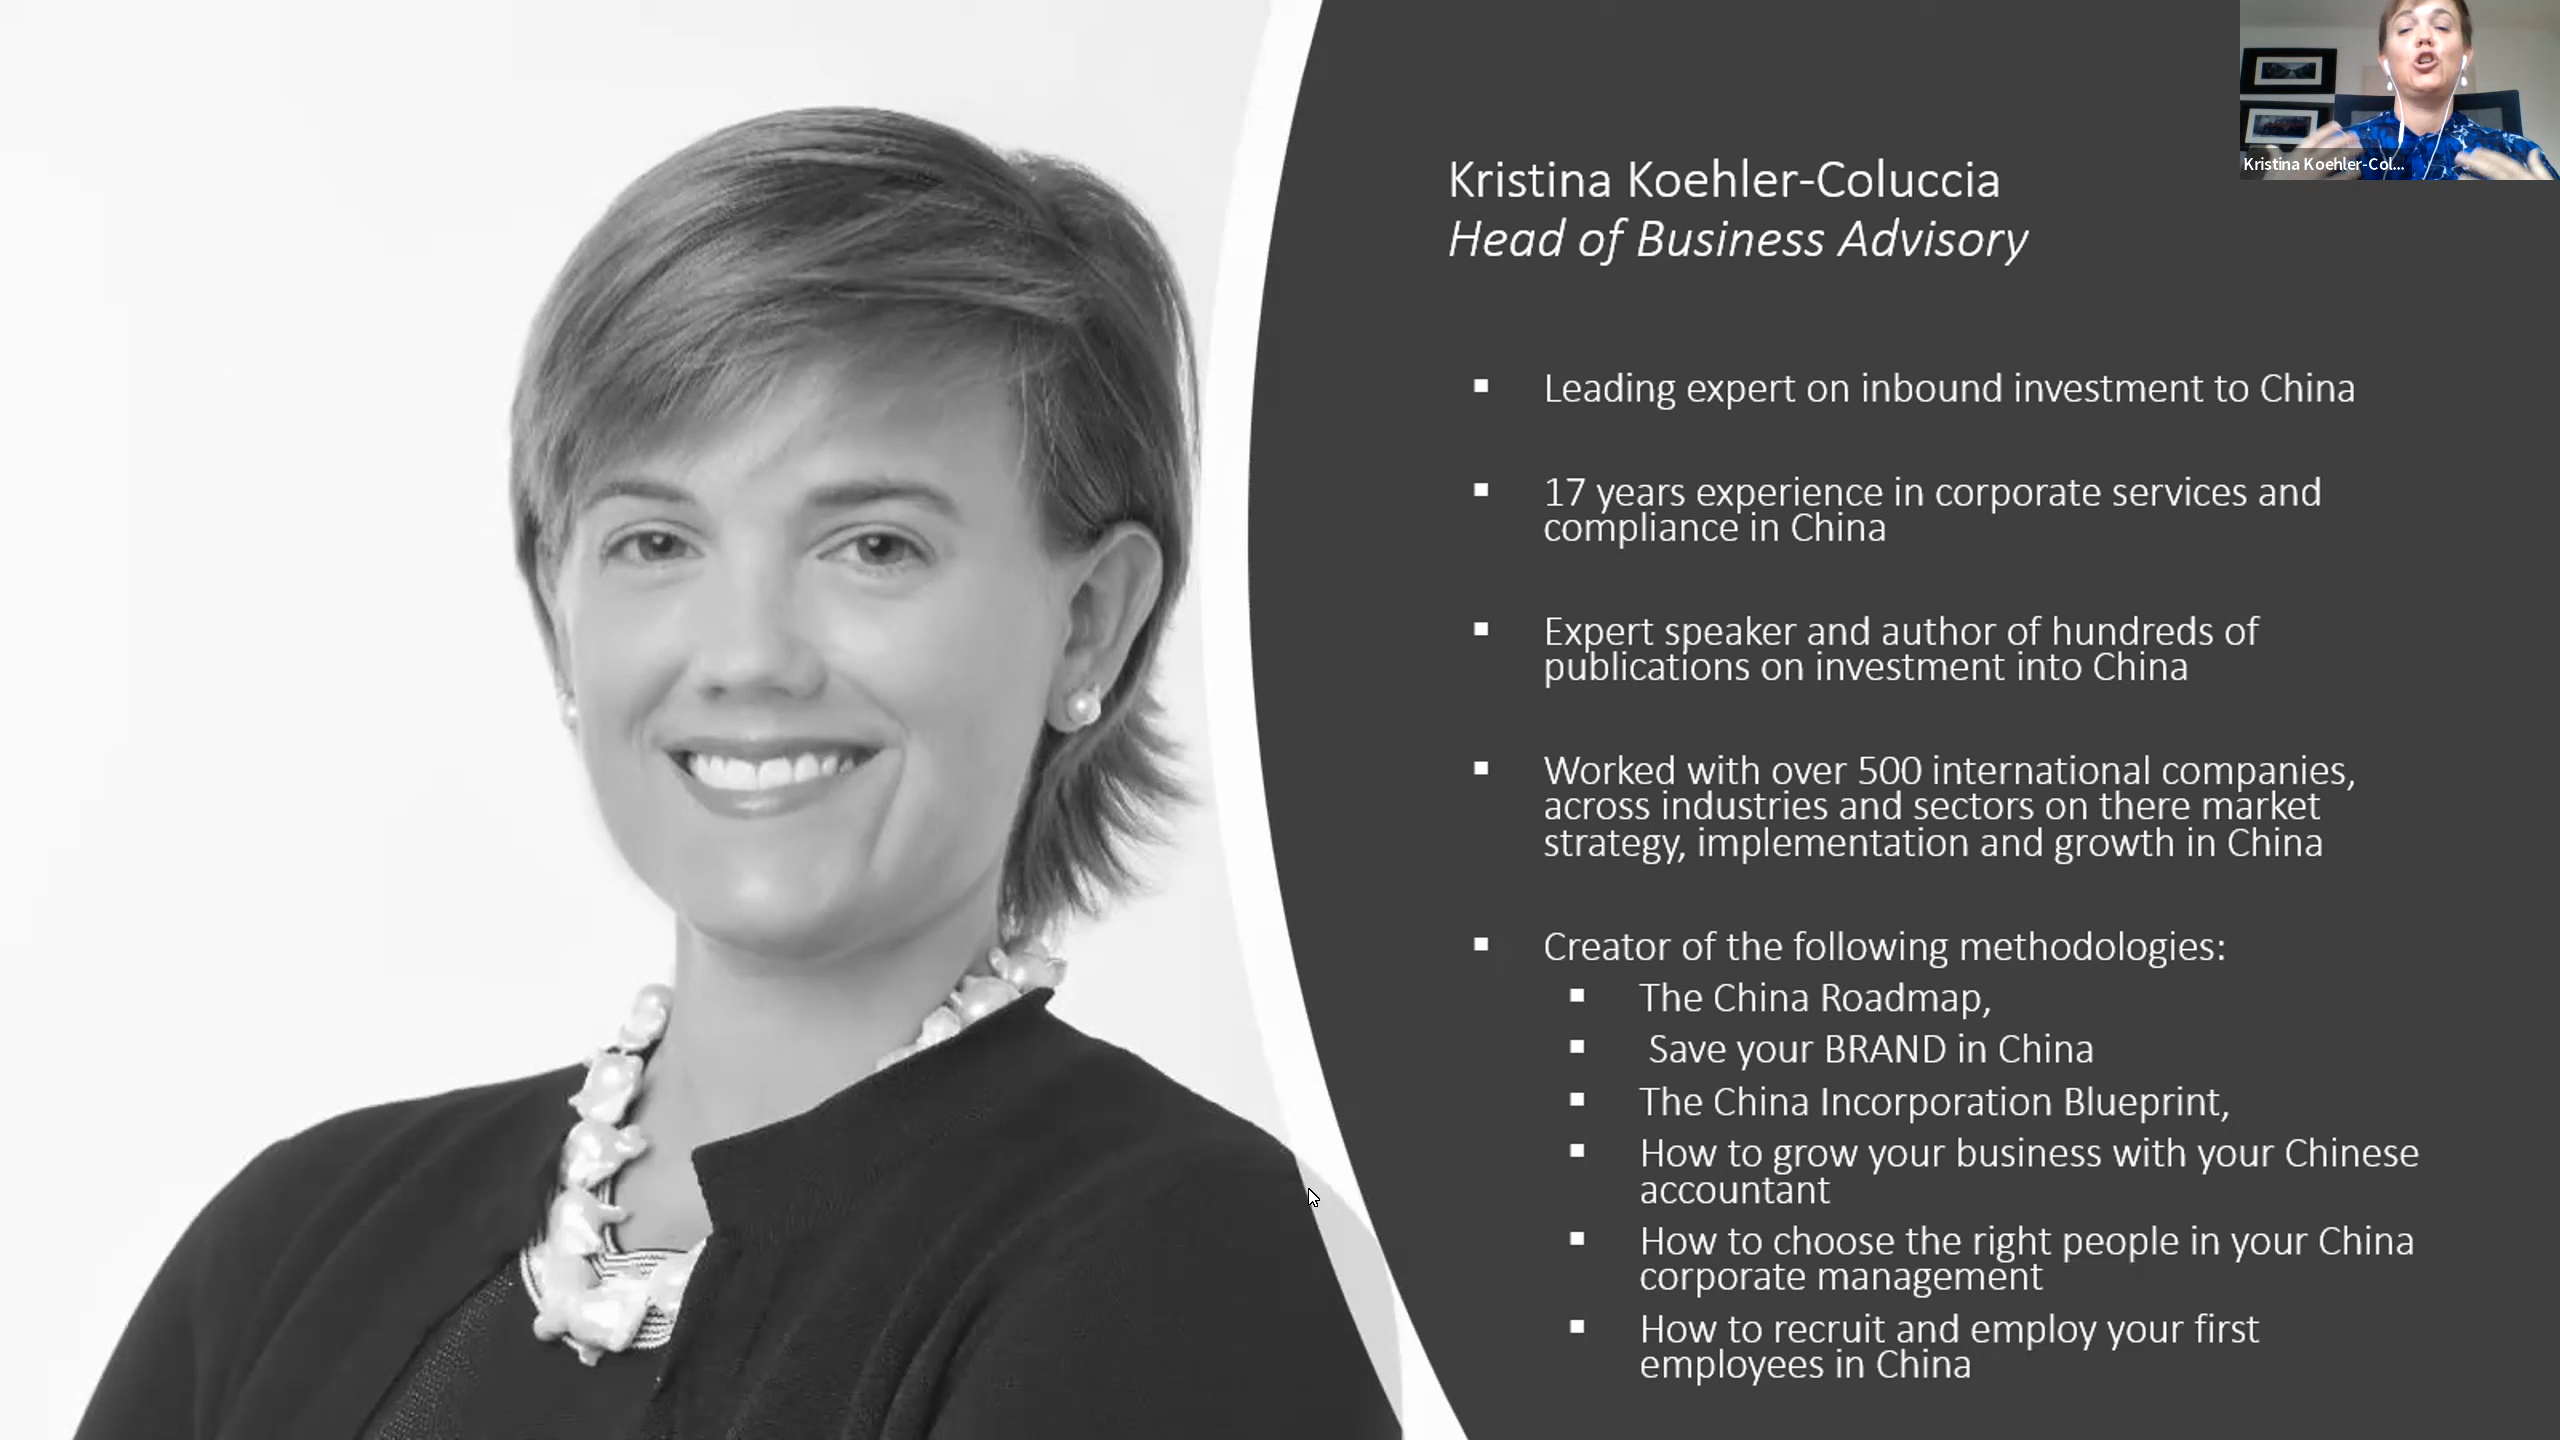 Kristina Koehler-Coluccia
Head of Business Advisory
Kristina Koehler-Col...
▪ Leading expert on inbound investment to China
▪ 17 years experience in corporate services and
compliance in China
▪ Expert speaker and author of hundreds of
publications on investment into China
▪ Worked with over 500 international companies,
across industries and sectors on there market
strategy, implementation and growth in China
▪ Creator of the following methodologies:
▪ The China Roadmap,
▪ Save your BRAND in China
▪ The China Incorporation Blueprint,
▪ How to grow your business with your Chinese
accountant
▪ How to choose the right people in your China
corporate management
▪ How to recruit and employ your first
employees in China